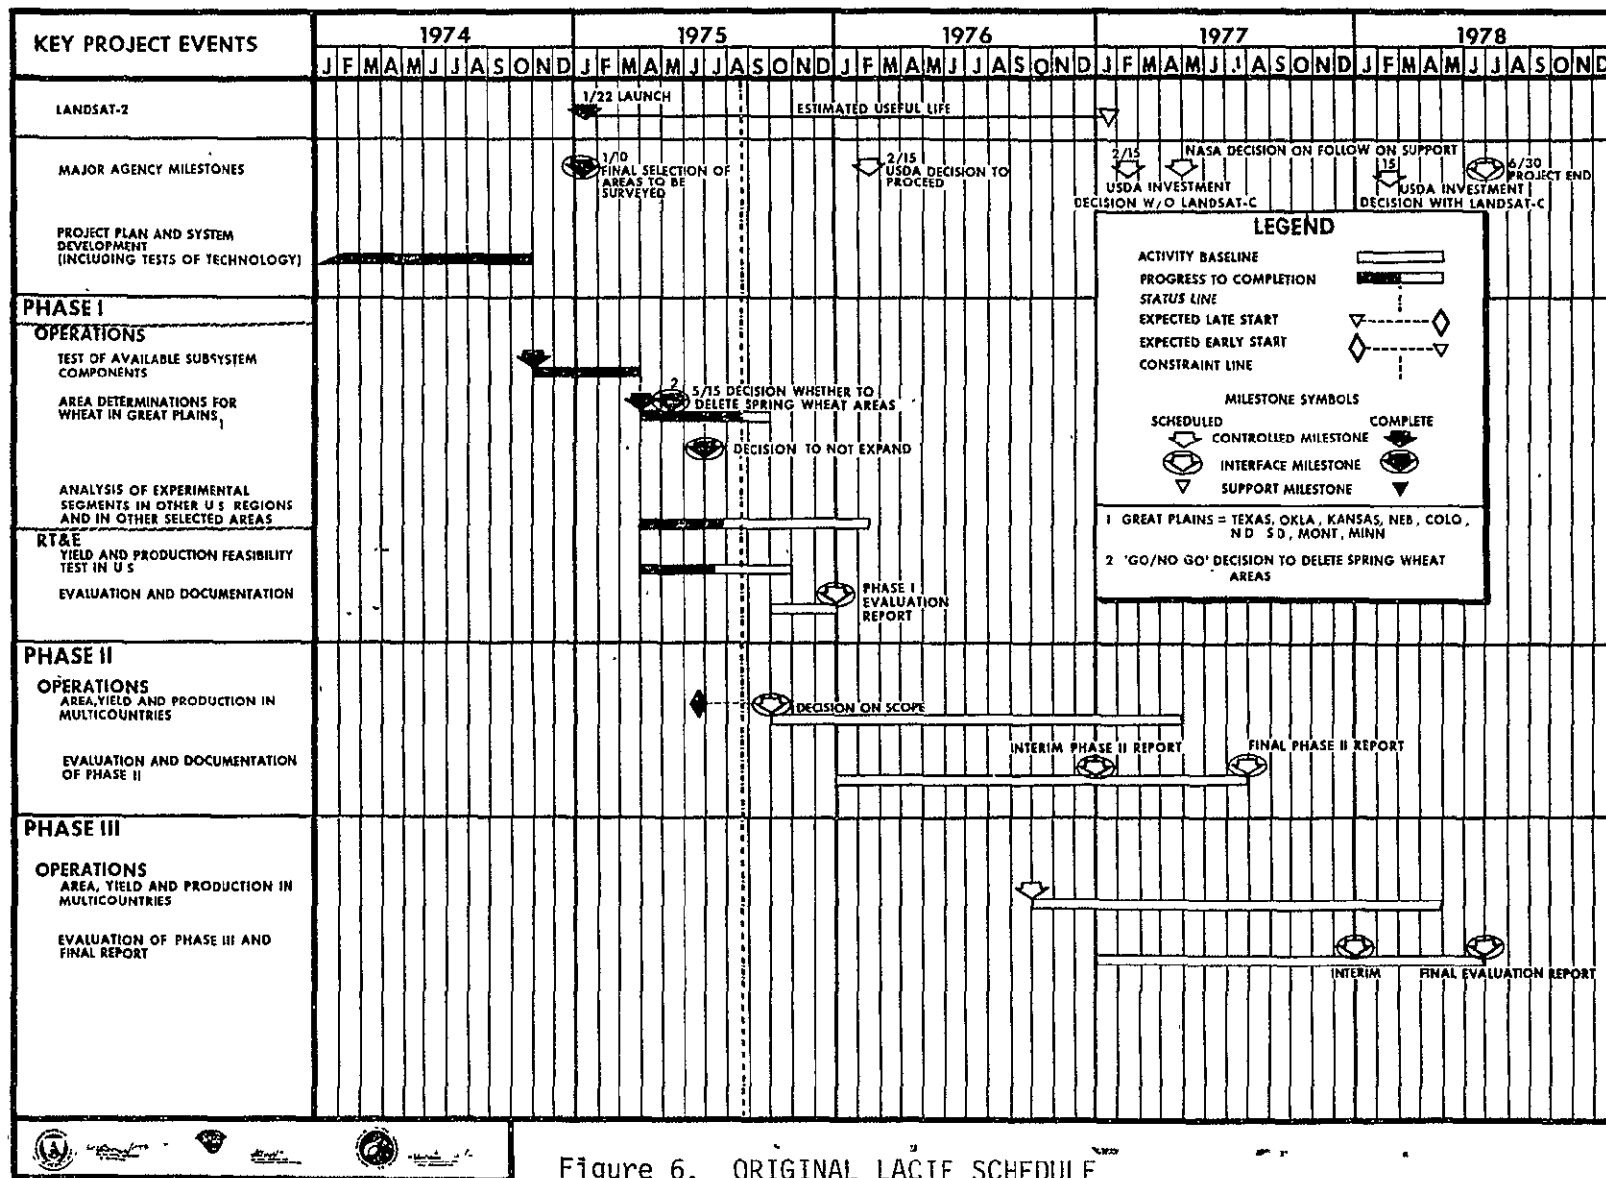 KEY PROJECT EVENTS
1974 1975 1976 1977 1978
J F M A M J J A S O N D J F M A M J J A S O N D J F M A M J J A S O N D J F M A M J J A S O N D J F M A M J J A S O N D
LANDSAT-2
1/22 LAUNCH
ESTIMATED USEFUL LIFE
MAJOR AGENCY MILESTONES
1/10
FINAL SELECTION OF
AREAS TO BE
SURVEYED
2/15
USDA DECISION TO
PROCEED
2/15
USDA INVESTMENT
DECISION W/O LANDSAT-C
NASA DECISION ON FOLLOW ON SUPPORT
15
USDA INVESTMENT
DECISION WITH LANDSAT-C
6/30
PROJECT END
PROJECT PLAN AND SYSTEM
DEVELOPMENT
(INCLUDING TESTS OF TECHNOLOGY)
LEGEND
ACTIVITY BASELINE
PROGRESS TO COMPLETION
STATUS LINE
EXPECTED LATE START
EXPECTED EARLY START
CONSTRAINT LINE
MILESTONE SYMBOLS
SCHEDULED COMPLETE
CONTROLLED MILESTONE
INTERFACE MILESTONE
SUPPORT MILESTONE
1 GREAT PLAINS = TEXAS, OKLA, KANSAS, NEB, COLO,
N D S D, MONT, MINN
2 'GO/NO GO' DECISION TO DELETE SPRING WHEAT
AREAS
PHASE I
OPERATIONS
TEST OF AVAILABLE SUBSYSTEM
COMPONENTS
AREA DETERMINATIONS FOR
WHEAT IN GREAT PLAINS 1
2
5/15 DECISION WHETHER TO
DELETE SPRING WHEAT AREAS
DECISION TO NOT EXPAND
ANALYSIS OF EXPERIMENTAL
SEGMENTS IN OTHER U S REGIONS
AND IN OTHER SELECTED AREAS
RT&E
YIELD AND PRODUCTION FEASIBILITY
TEST IN U S
EVALUATION AND DOCUMENTATION
PHASE I
EVALUATION
REPORT
PHASE II
OPERATIONS
AREA, YIELD AND PRODUCTION IN
MULTICOUNTRIES
DECISION ON SCOPE
EVALUATION AND DOCUMENTATION
OF PHASE II
INTERIM PHASE II REPORT
FINAL PHASE II REPORT
PHASE III
OPERATIONS
AREA, YIELD AND PRODUCTION IN
MULTICOUNTRIES
EVALUATION OF PHASE III AND
FINAL REPORT
INTERIM
FINAL EVALUATION REPORT
Figure 6. ORIGINAL LACIE SCHEDULE